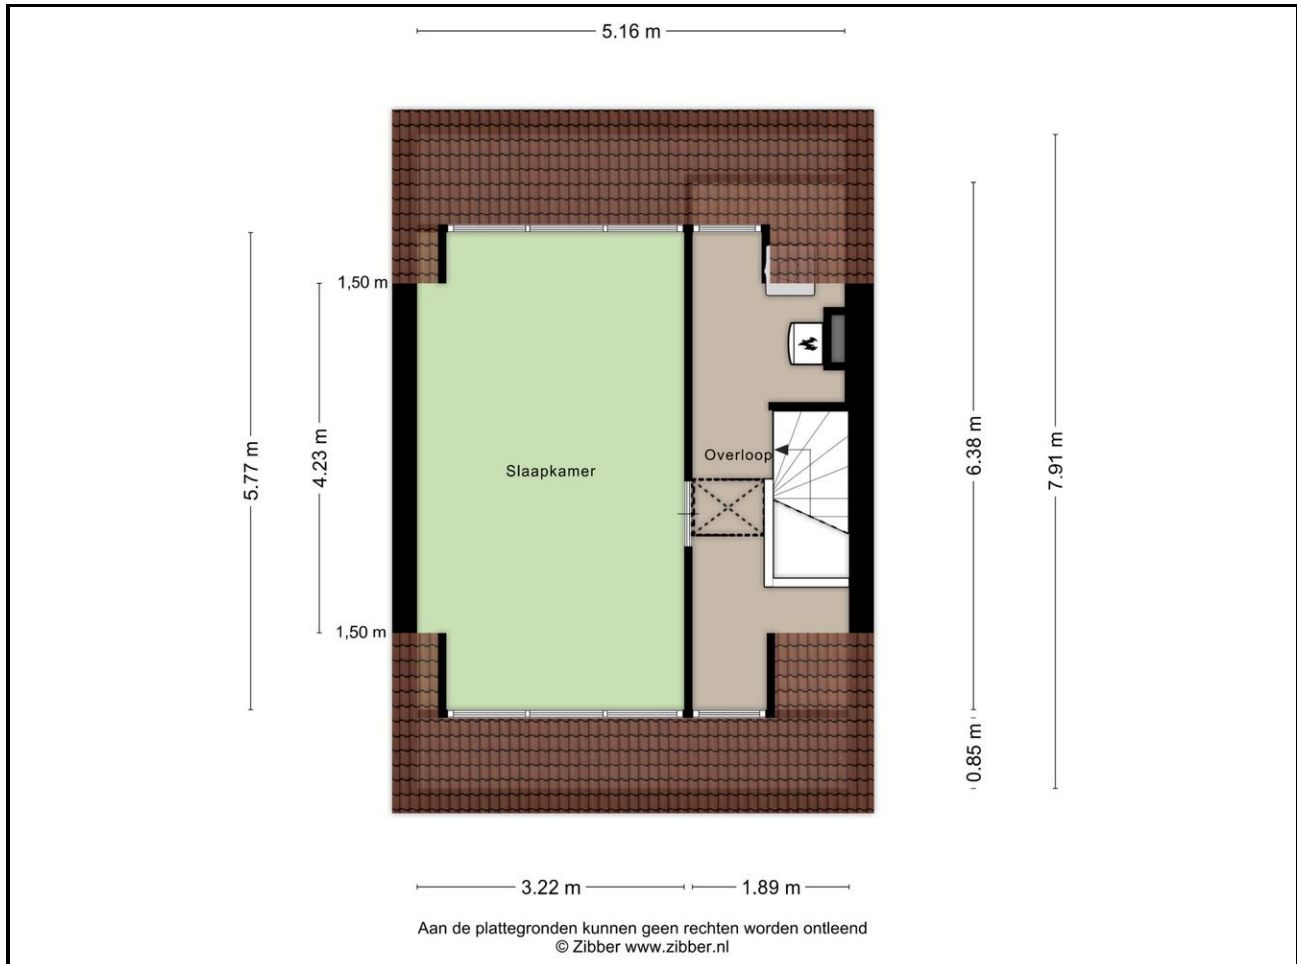 5.16 m
1,50 m
5.77 m
4.23 m
6.38 m
7.91 m
Overloop
Slaapkamer
1,50 m
0.85 m
3.22 m
1.89 m
Aan de plattegronden kunnen geen rechten worden ontleend
© Zibber www.zibber.nl